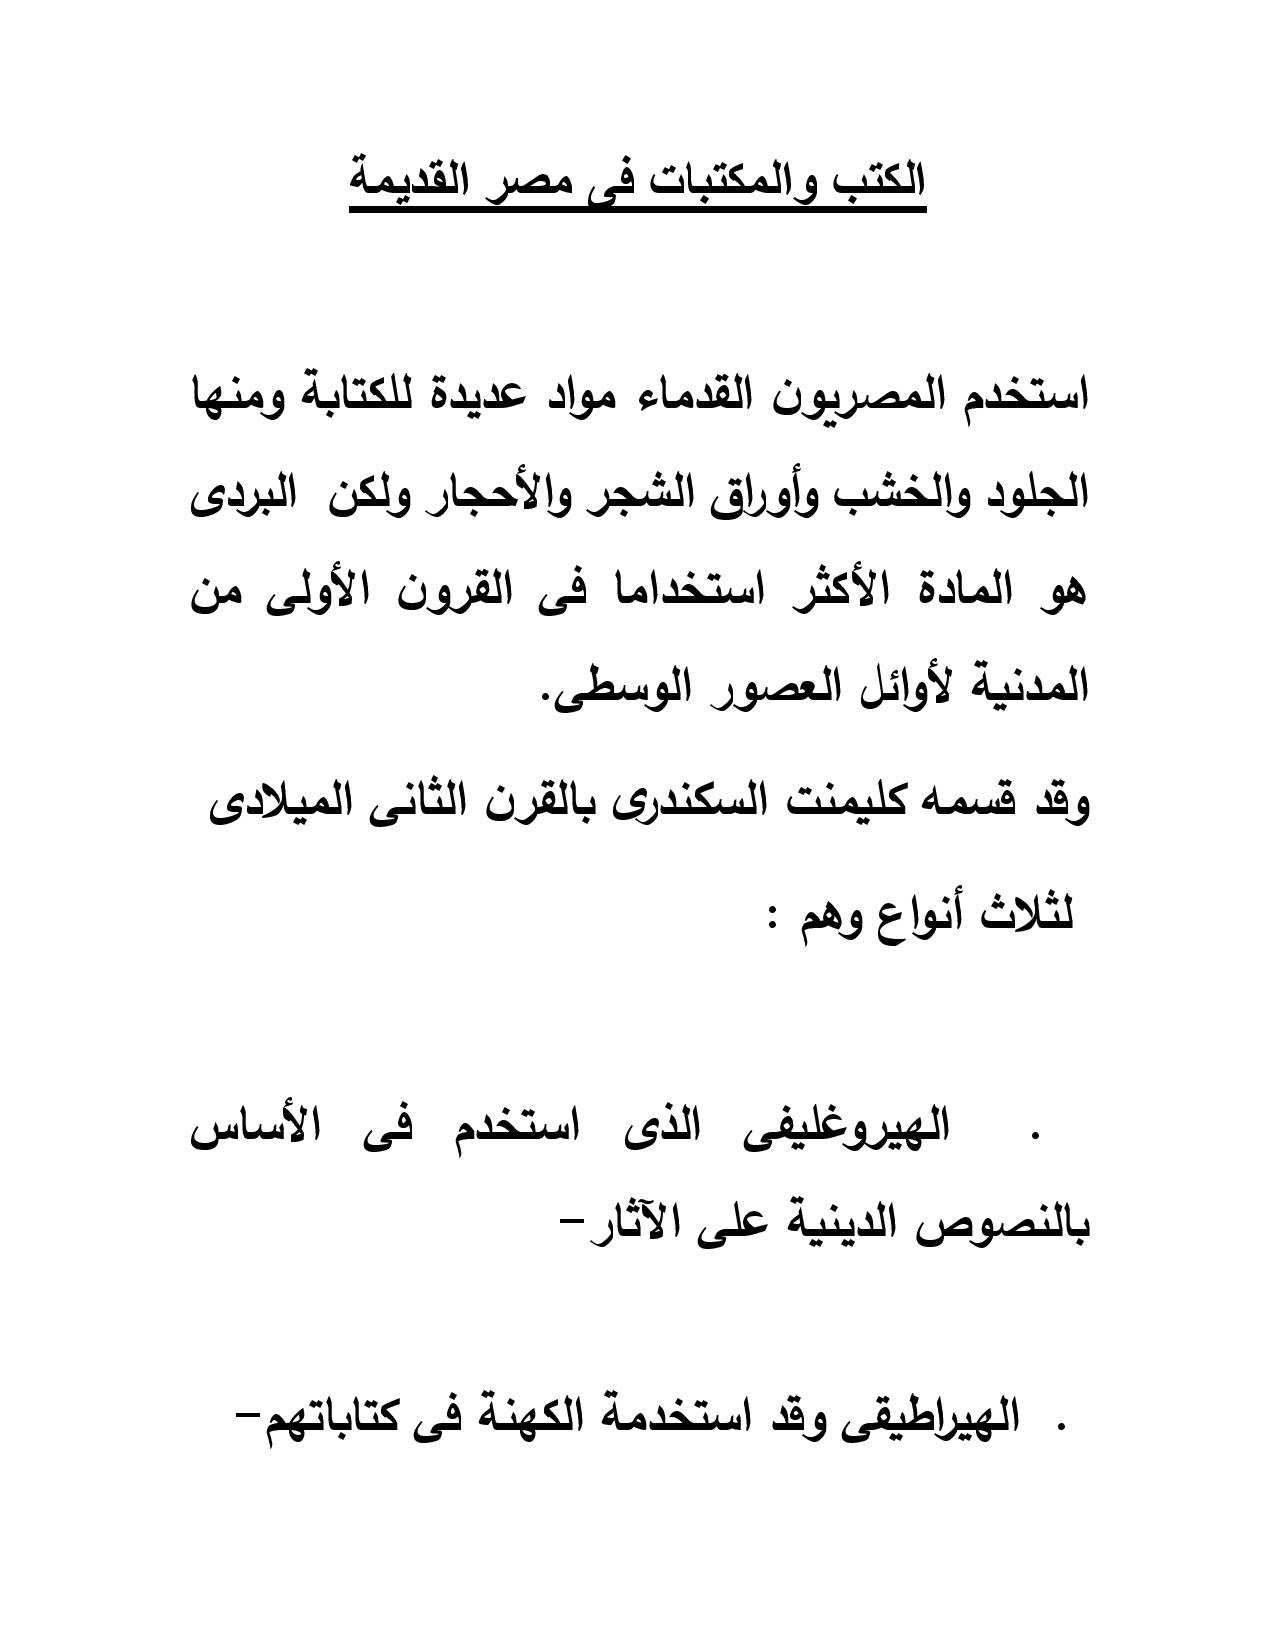 الكتب والمكتبات فى مصر القديمة
استخدم المصريون القدماء مواد عديدة للكتابة ومنها
الجلود والخشب وأوراق الشجر والأحجار ولكن البردى
هو المادة الأكثر استخداما فى القرون الأولى من
المدنية لأوائل العصور الوسطى.
وقد قسمه كليمنت السكندرى بالقرن الثانى الميلادى
لثلاث أنواع وهم :
. الهيروغليفى الذى استخدم فى الأساس
بالنصوص الدينية على الآثار-
. الهيراطيقى وقد استخدمة الكهنة فى كتاباتهم-